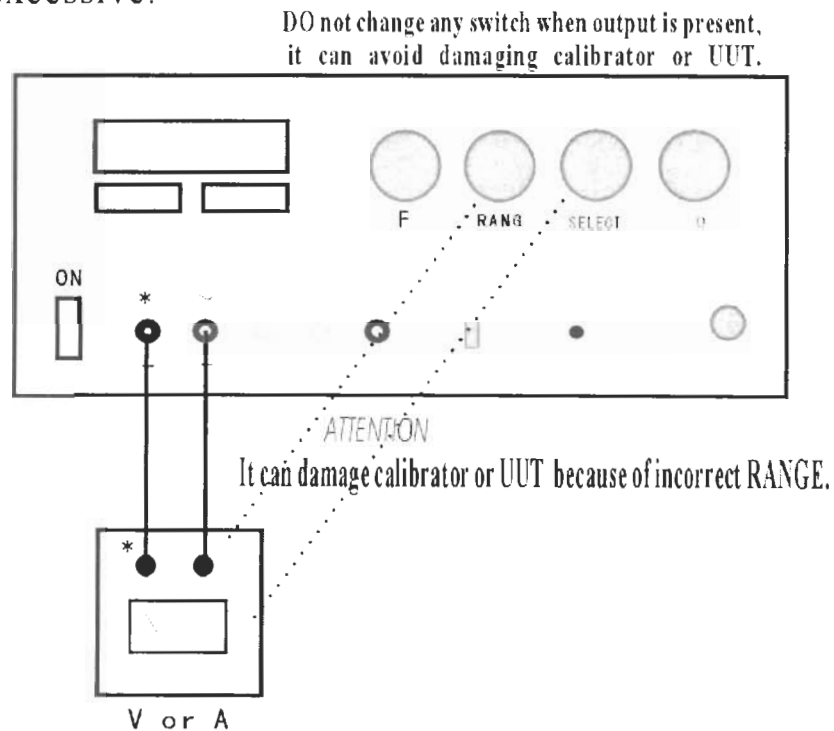 DO not change any switch when output is present,
it can avoid damaging calibrator or UUT.
F RANG SELECT
ON
*
ATTENTION
It can damage calibrator or UUT because of incorrect RANGE.
*
V or A